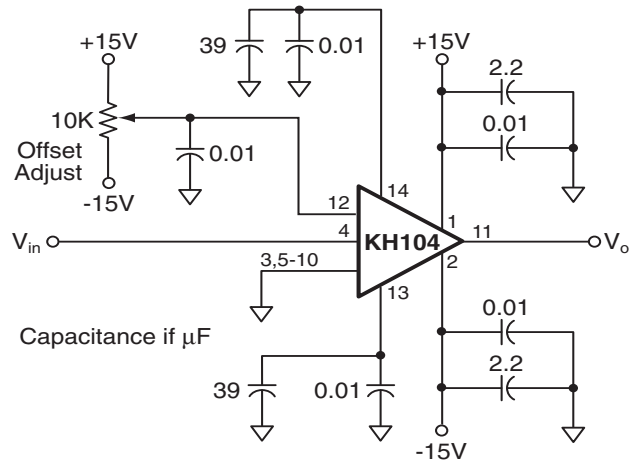 39
0.01
+15V
+15V
10K
Offset
Adjust
-15V
0.01
2.2
0.01
12
14
1
4
KH104
11
V_in
V_o
3,5-10
2
13
Capacitance if μF
39
0.01
0.01
2.2
-15V